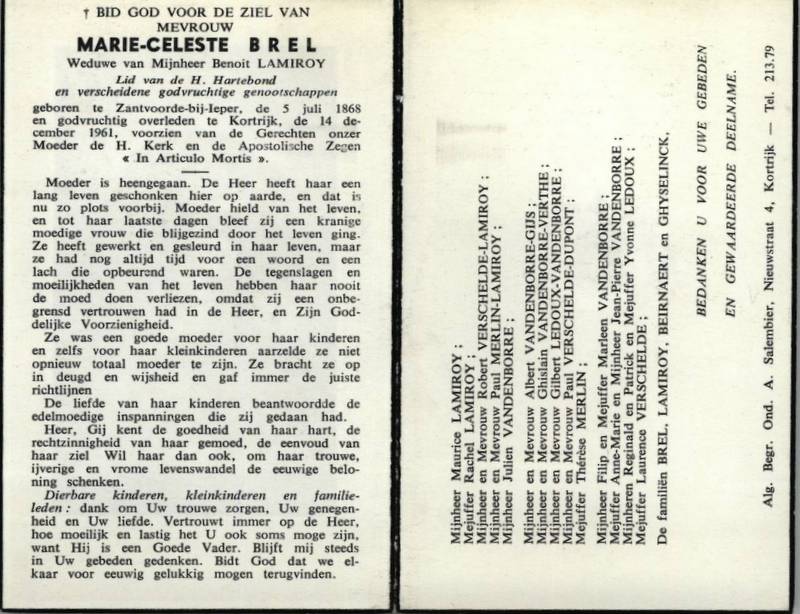 † BID GOD VOOR DE ZIEL VAN
MEVROUW
MARIE-CELESTE BREL
Weduwe van Mijnheer Benoit LAMIROY
Lid van de H. Hartebond
en verscheidene godvruchtige genootschappen
geboren te Zantvoorde-bij-Ieper, de 5 juli 1868
en godvruchtig overleden te Kortrijk, de 14 de-
cember 1961, voorzien van de Gerechten onzer
Moeder de H. Kerk en de Apostolische Zegen
« In Articulo Mortis ».
Moeder is heengegaan. De Heer heeft haar een
lang leven geschonken hier op aarde, en dat is
nu zo plots voorbij. Moeder hield van het leven,
en tot haar laatste dagen bleef zij een kranige
moedige vrouw die blijgezind door het leven ging.
Ze heeft gewerkt en gesleurd in haar leven, maar
ze had nog altijd tijd voor een woord en een
lach die opbeurend waren. De tegenslagen en
moeilijkheden van het leven hebben haar nooit
de moed doen verliezen, omdat zij een onbe-
grensd vertrouwen had in de Heer, en Zijn God-
delijke Voorzienigheid.
Ze was een goede moeder voor haar kinderen
en zelfs voor haar kleinkinderen aarzelde ze niet
opnieuw totaal moeder te zijn. Ze bracht ze op
in deugd en wijsheid en gaf immer de juiste
richtlijnen
De liefde van haar kinderen beantwoordde de
edelmoedige inspanningen die zij gedaan had.
Heer, Gij kent de goedheid van haar hart, de
rechtzinnigheid van haar gemoed, de eenvoud van
haar ziel Wil haar dan ook, om haar trouwe,
ijverige en vrome levenswandel de eeuwige belo-
ning schenken.
Dierbare kinderen, kleinkinderen en familie-
leden : dank om Uw trouwe zorgen, Uw genegen-
heid en Uw liefde. Vertrouwt immer op de Heer,
hoe moeilijk en lastig het U ook soms moge zijn,
want Hij is een Goede Vader. Blijft mij steeds
in Uw gebeden gedenken. Bidt God dat we el-
kaar voor eeuwig gelukkig mogen terugvinden.
Mijnheer Maurice LAMIROY ;
Mejuffer Rachel LAMIROY ;
Mijnheer en Mevrouw Robert VERSCHELDE-LAMIROY ;
Mijnheer en Mevrouw Paul MERLIN-LAMIROY ;
Mijnheer Julien VANDENBORRE ;
Mijnheer en Mevrouw Albert VANDENBORRE-GIJS ;
Mijnheer en Mevrouw Ghislain VANDENBORRE-VERTHE ;
Mijnheer en Mevrouw Gilbert LEDOUX-VANDENBORRE ;
Mijnheer en Mevrouw Paul VERSCHELDE-DUPONT ;
Mejuffer Thérèse MERLIN ;
Mijnheer Filip en Mejuffer Marleen VANDENBORRE ;
Mejuffer Anne-Marie en Mijnheer Jean-Pierre VANDENBORRE ;
Mijnheren Reginald en Patrick en Mejuffer Yvonne LEDOUX ;
Mejuffer Laurence VERSCHELDE ;
De familiën BREL, LAMIROY, BEIRNAERT en GHYSELINCK,
BEDANKEN U VOOR UWE GEBEDEN
EN GEWAARDEERDE DEELNAME.
Alg. Begr. Ond. A. Salembier, Nieuwstraat 4, Kortrijk — Tel. 213.79